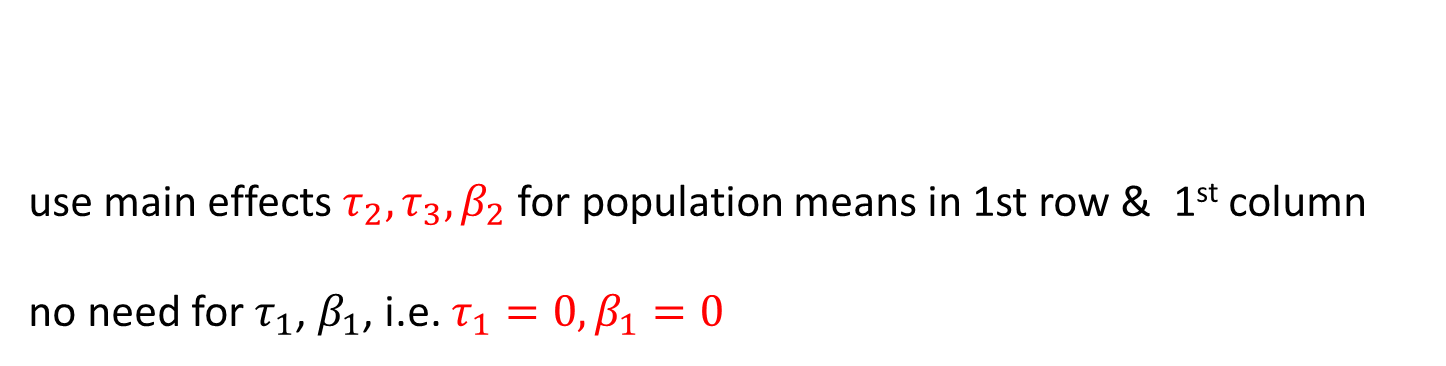 use main effects τ₂, τ₃, β₂ for population means in 1st row & 1ˢᵗ column
no need for τ₁, β₁, i.e. τ₁ = 0, β₁ = 0